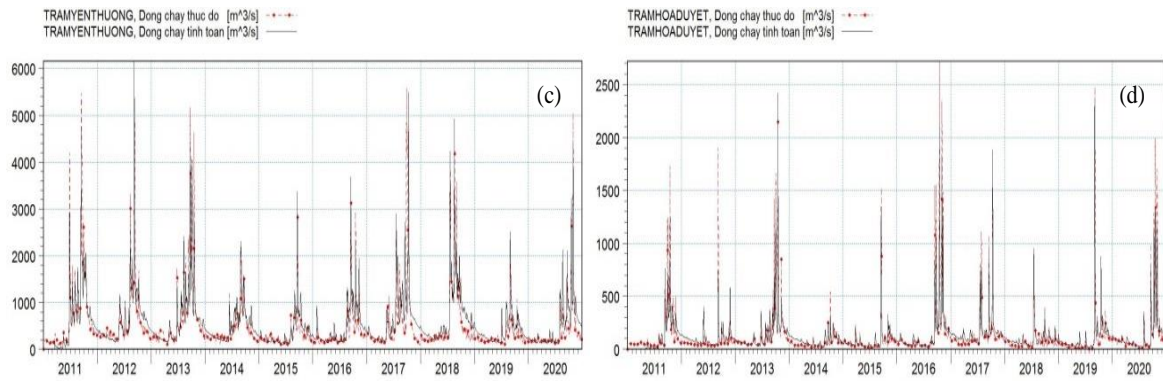 TRAMYENTHUONG, Dong chay thuc do [m^3/s]
TRAMYENTHUONG, Dong chay tinh toan [m^3/s]
(c)
6000
5000
4000
3000
2000
1000
0
2011 2012 2013 2014 2015 2016 2017 2018 2019 2020
TRAMHOADUYET, Dong chay thuc do [m^3/s]
TRAMHOADUYET, Dong chay tinh toan [m^3/s]
(d)
2500
2000
1500
1000
500
0
2011 2012 2013 2014 2015 2016 2017 2018 2019 2020